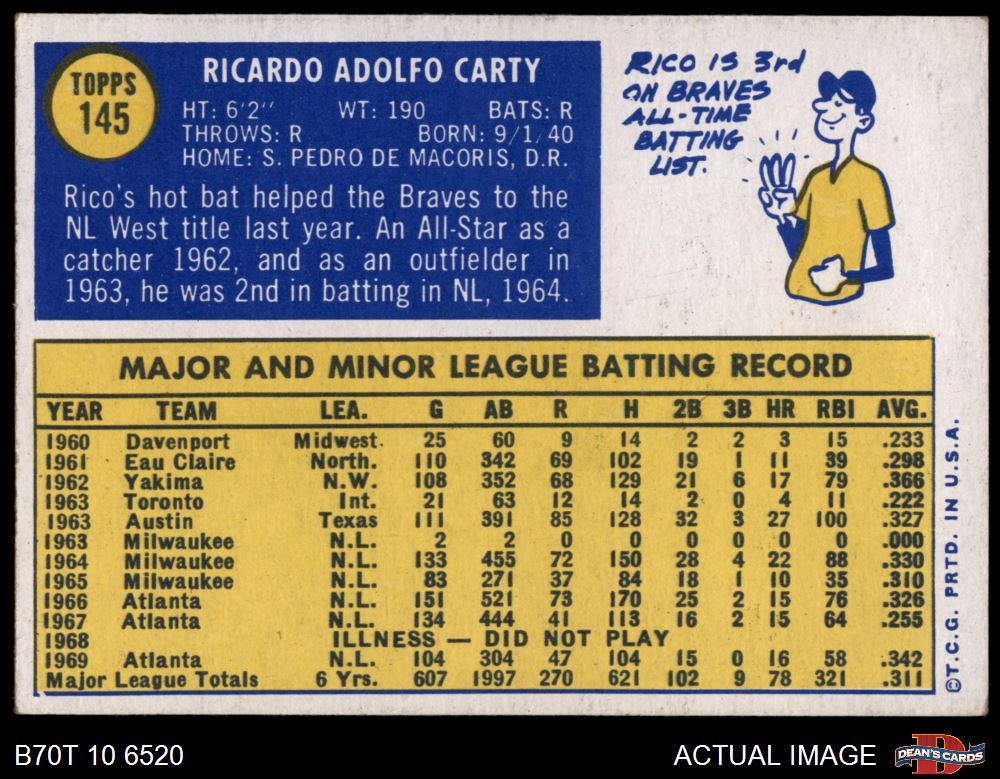 TOPPS
145
RICARDO ADOLFO CARTY
HT: 6'2" WT: 190 BATS: R
THROWS: R BORN: 9/1/40
HOME: S. PEDRO DE MACORIS, D.R.
Rico's hot bat helped the Braves to the
NL West title last year. An All-Star as a
catcher 1962, and as an outfielder in
1963, he was 2nd in batting in NL, 1964.
RICO IS 3rd
ON BRAVES
ALL-TIME
BATTING
LIST.
MAJOR AND MINOR LEAGUE BATTING RECORD
YEAR TEAM LEA. G AB R H 2B 3B HR RBI AVG.
1960 Davenport Midwest. 25 60 9 14 2 2 3 15 .233
1961 Eau Claire North. 110 342 69 102 19 1 11 39 .298
1962 Yakima N.W. 108 352 68 129 21 6 17 79 .366
1963 Toronto Int. 21 63 12 14 2 0 4 11 .222
1963 Austin Texas 111 391 85 128 32 3 27 100 .327
1963 Milwaukee N.L. 2 2 0 0 0 0 0 0 .000
1964 Milwaukee N.L. 133 455 72 150 28 4 22 88 .330
1965 Milwaukee N.L. 83 271 37 84 18 1 10 35 .310
1966 Atlanta N.L. 151 521 73 170 25 2 15 76 .326
1967 Atlanta N.L. 134 444 41 113 16 2 15 64 .255
1968 ILLNESS — DID NOT PLAY
1969 Atlanta N.L. 104 304 47 104 15 0 16 58 .342
Major League Totals 6 Yrs. 607 1997 270 621 102 9 78 321 .311
©T.C.G. PRTD. IN U.S.A.
B70T 10 6520
ACTUAL IMAGE
DEAN'S CARDS